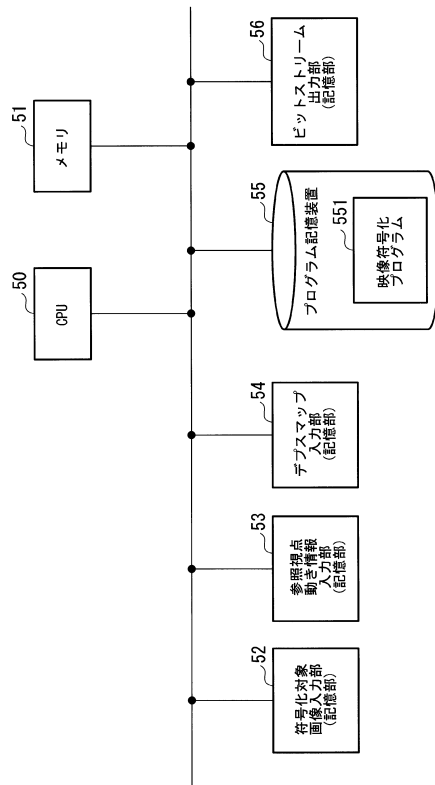 50
CPU
51
メモリ
52
符号化対象
画像入力部
(記憶部)
53
参照視点
動き情報
入力部
(記憶部)
54
デプスマップ
入力部
(記憶部)
55
プログラム記憶装置
551
映像符号化
プログラム
56
ビットストリーム
出力部
(記憶部)